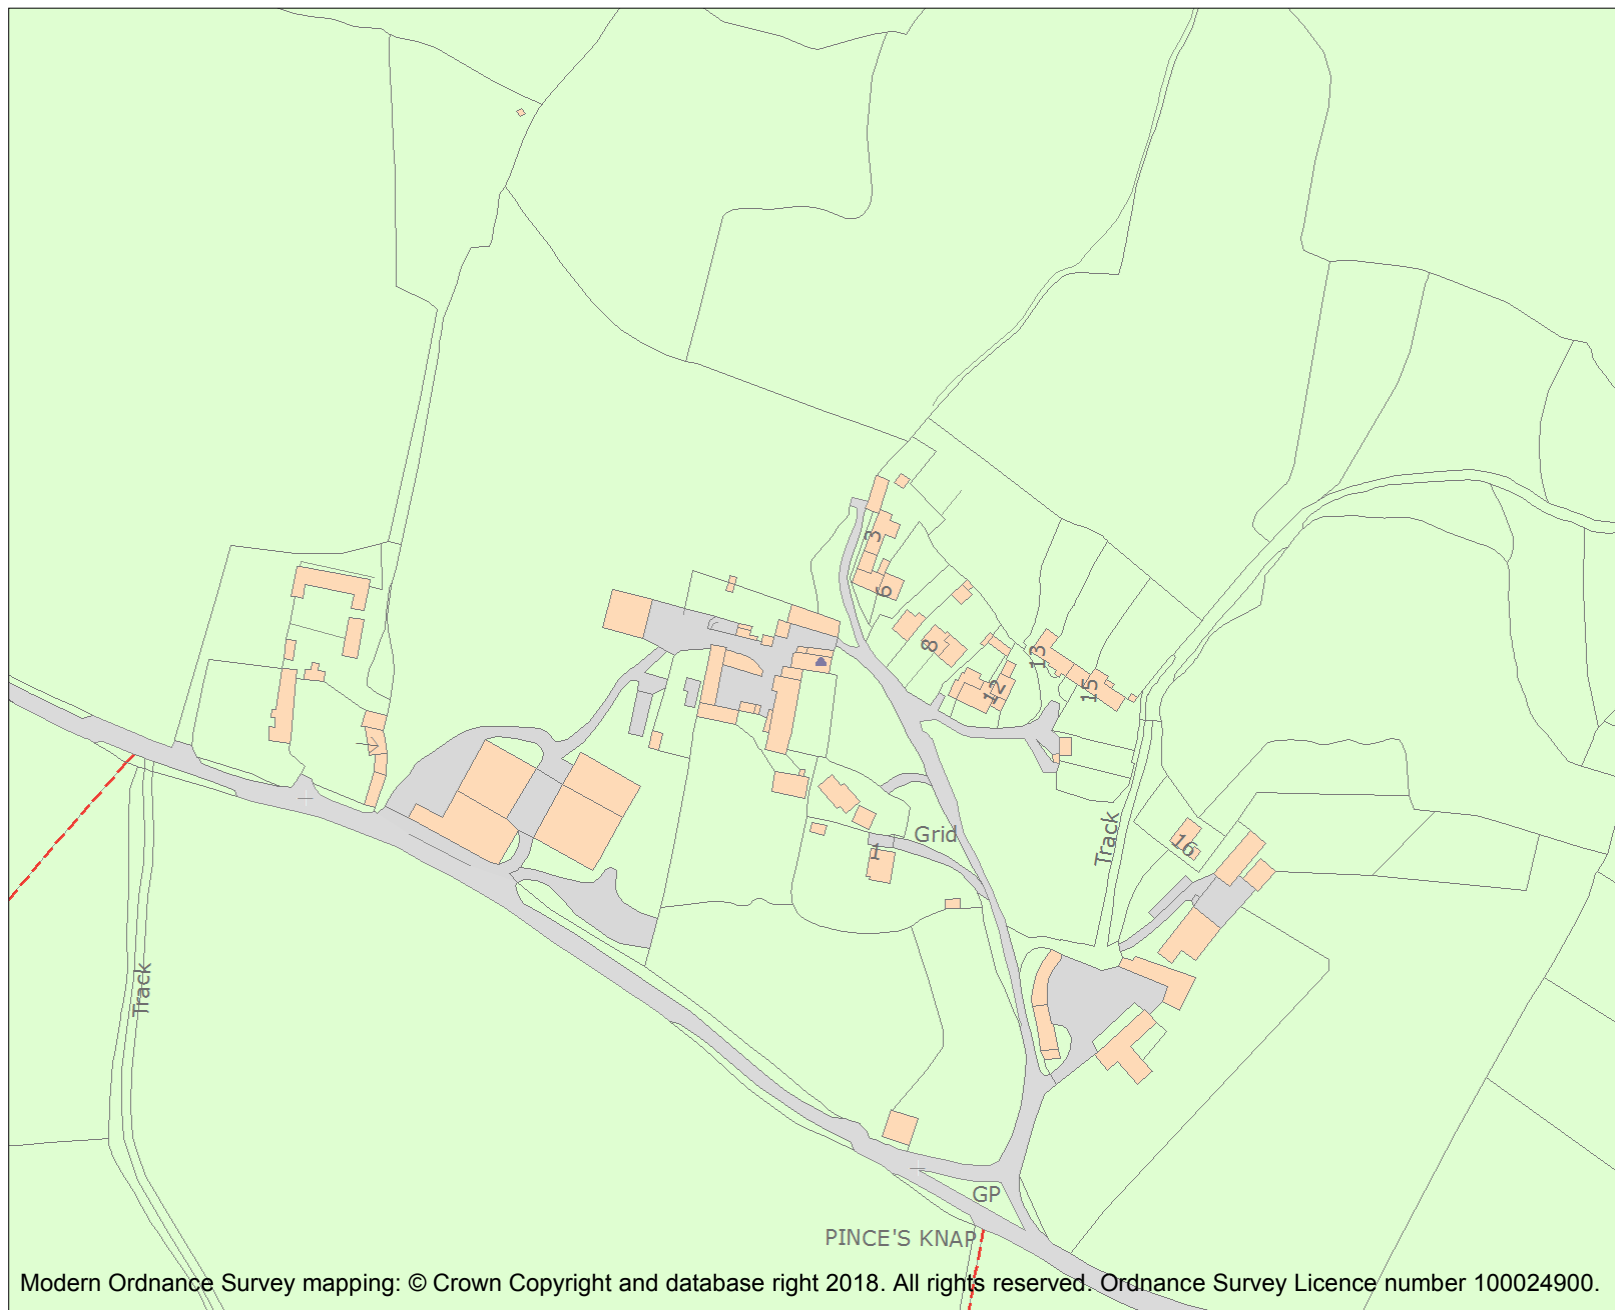 3
6
8
13
12
15
Grid
Track
16
1
Track
GP
PINCE'S KNAP
Modern Ordnance Survey mapping: © Crown Copyright and database right 2018. All rights reserved. Ordnance Survey Licence number 100024900.